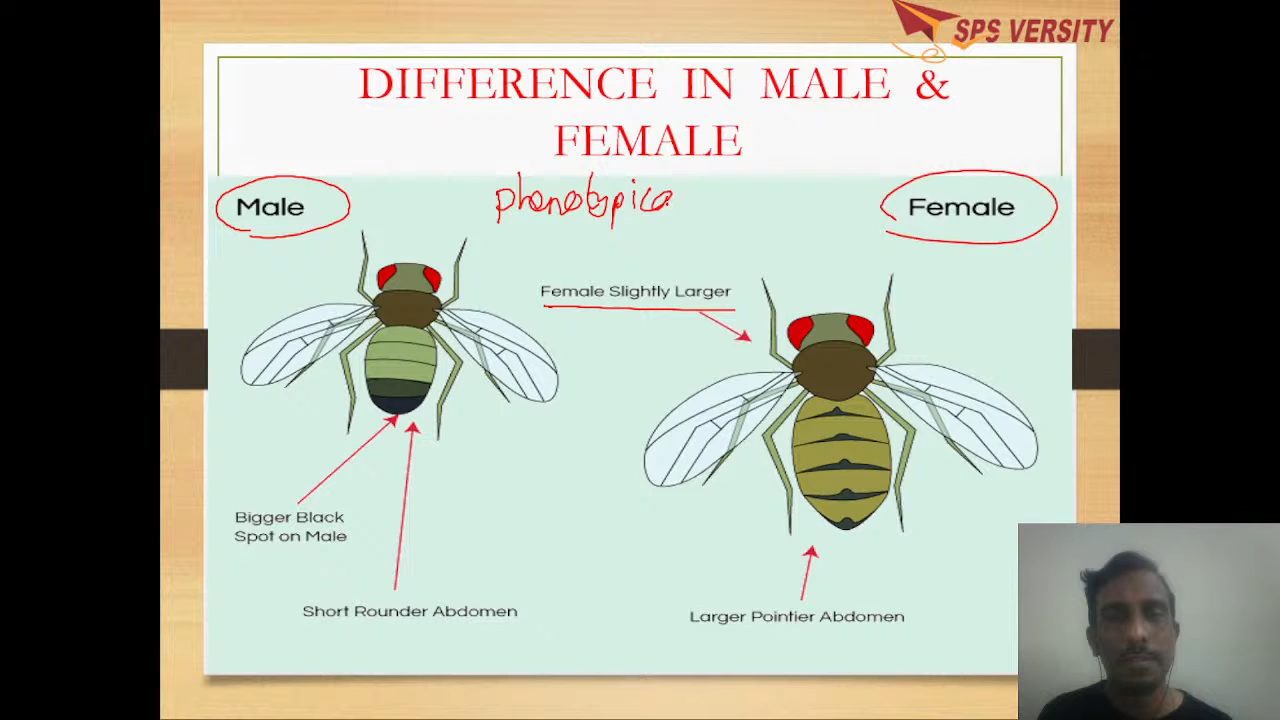 SPS VERSITY
DIFFERENCE IN MALE &
FEMALE
Male
phenotypica
Female
Female Slightly Larger
Bigger Black
Spot on Male
Short Rounder Abdomen
Larger Pointier Abdomen